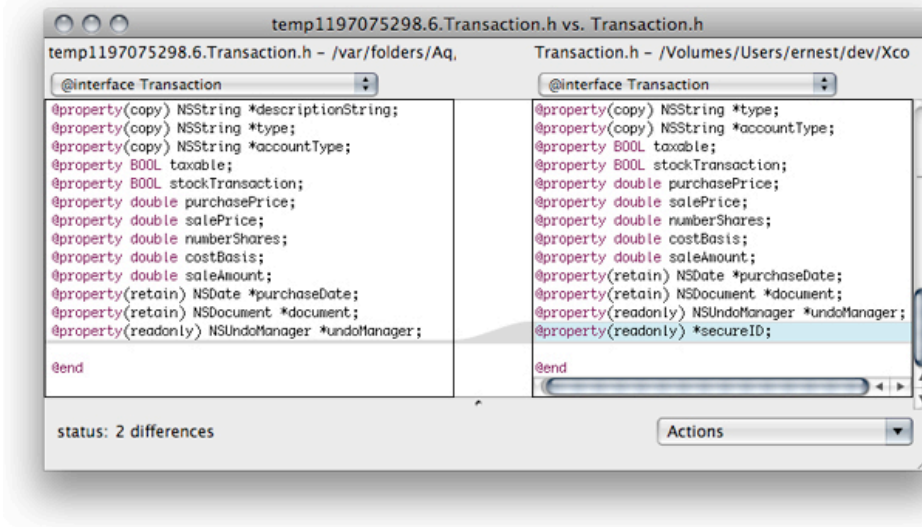 temp1197075298.6.Transaction.h vs. Transaction.h
temp1197075298.6.Transaction.h – /var/folders/Aq,
@interface Transaction
@property(copy) NSString *descriptionString;
@property(copy) NSString *type;
@property(copy) NSString *accountType;
@property BOOL taxable;
@property BOOL stockTransaction;
@property double purchasePrice;
@property double salePrice;
@property double numberShares;
@property double costBasis;
@property double saleAmount;
@property(retain) NSDate *purchaseDate;
@property(retain) NSDocument *document;
@property(readonly) NSUndoManager *undoManager;
@end
Transaction.h – /Volumes/Users/ernest/dev/Xco
@interface Transaction
@property(copy) NSString *type;
@property(copy) NSString *accountType;
@property BOOL taxable;
@property BOOL stockTransaction;
@property double purchasePrice;
@property double salePrice;
@property double numberShares;
@property double costBasis;
@property double saleAmount;
@property(retain) NSDate *purchaseDate;
@property(retain) NSDocument *document;
@property(readonly) NSUndoManager *undoManager;
@property(readonly) *secureID;
@end
status: 2 differences
Actions